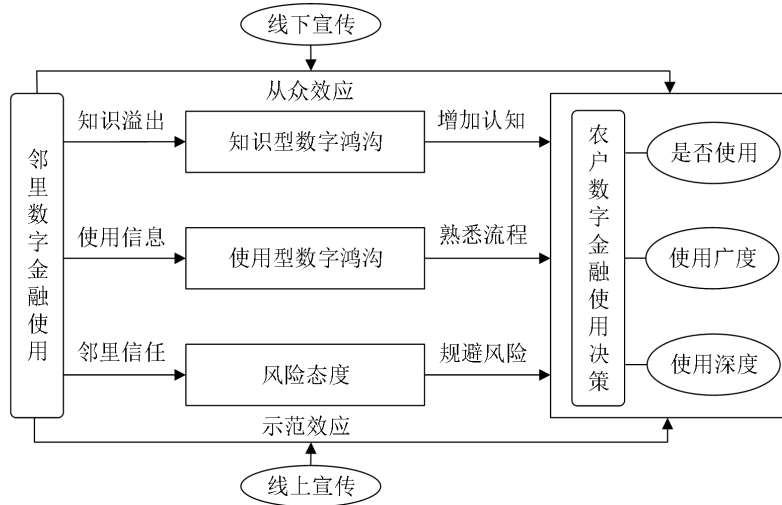 线下宣传
从众效应
邻里数字金融使用
知识溢出
知识型数字鸿沟
增加认知
使用信息
使用型数字鸿沟
熟悉流程
邻里信任
风险态度
规避风险
农户数字金融使用决策
是否使用
使用广度
使用深度
示范效应
线上宣传